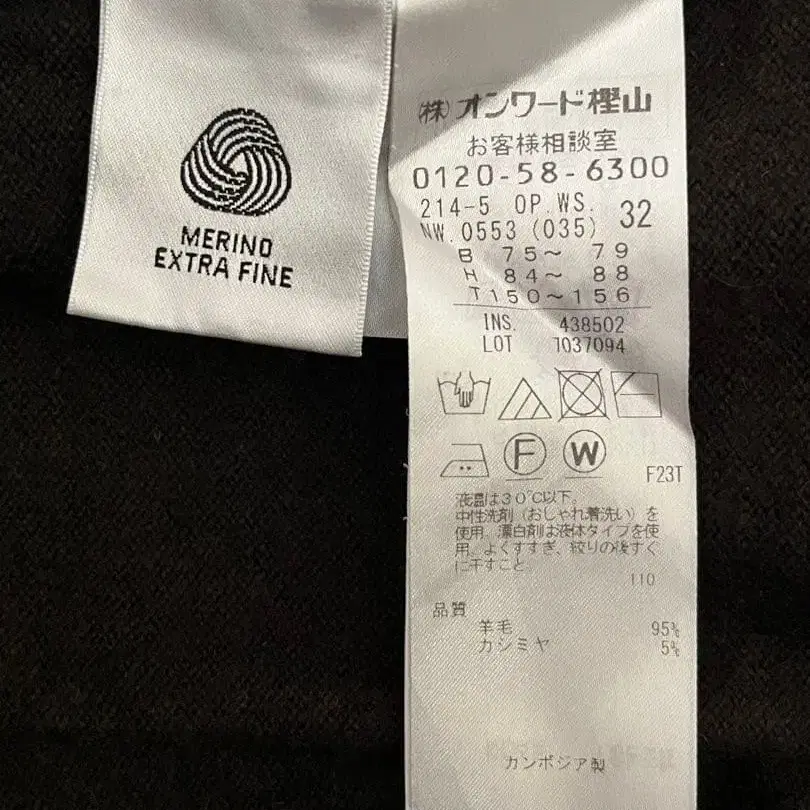 MERINO
EXTRA FINE
(株)オンワード樫山
お客様相談室
0120-58-6300
214-5 OP.WS. 32
NW.0553 (035)
B 75〜 79
H 84〜 88
T150〜156
INS. 438502
LOT 1037094
F
W
F23T
液温は30℃以下。
中性洗剤（おしゃれ着洗い）を
使用。漂白剤は液体タイプを使
用。よくすすぎ、絞りの後すぐ
に干すこと。
110
品質
羊毛 95%
カシミヤ 5%
カンボジア製